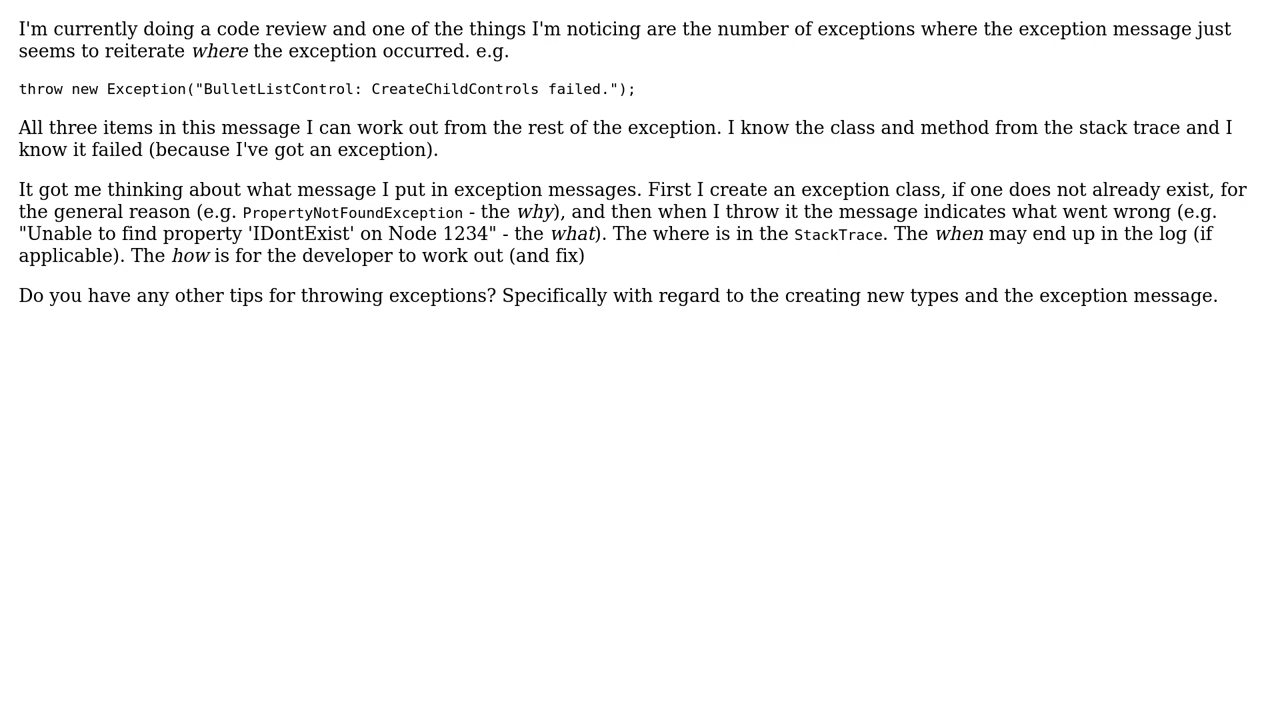 I'm currently doing a code review and one of the things I'm noticing are the number of exceptions where the exception message just
seems to reiterate where the exception occurred. e.g.
throw new Exception("BulletListControl: CreateChildControls failed.");
All three items in this message I can work out from the rest of the exception. I know the class and method from the stack trace and I
know it failed (because I've got an exception).
It got me thinking about what message I put in exception messages. First I create an exception class, if one does not already exist, for
the general reason (e.g. PropertyNotFoundException - the why), and then when I throw it the message indicates what went wrong (e.g.
"Unable to find property 'IDontExist' on Node 1234" - the what). The where is in the StackTrace. The when may end up in the log (if
applicable). The how is for the developer to work out (and fix)
Do you have any other tips for throwing exceptions? Specifically with regard to the creating new types and the exception message.